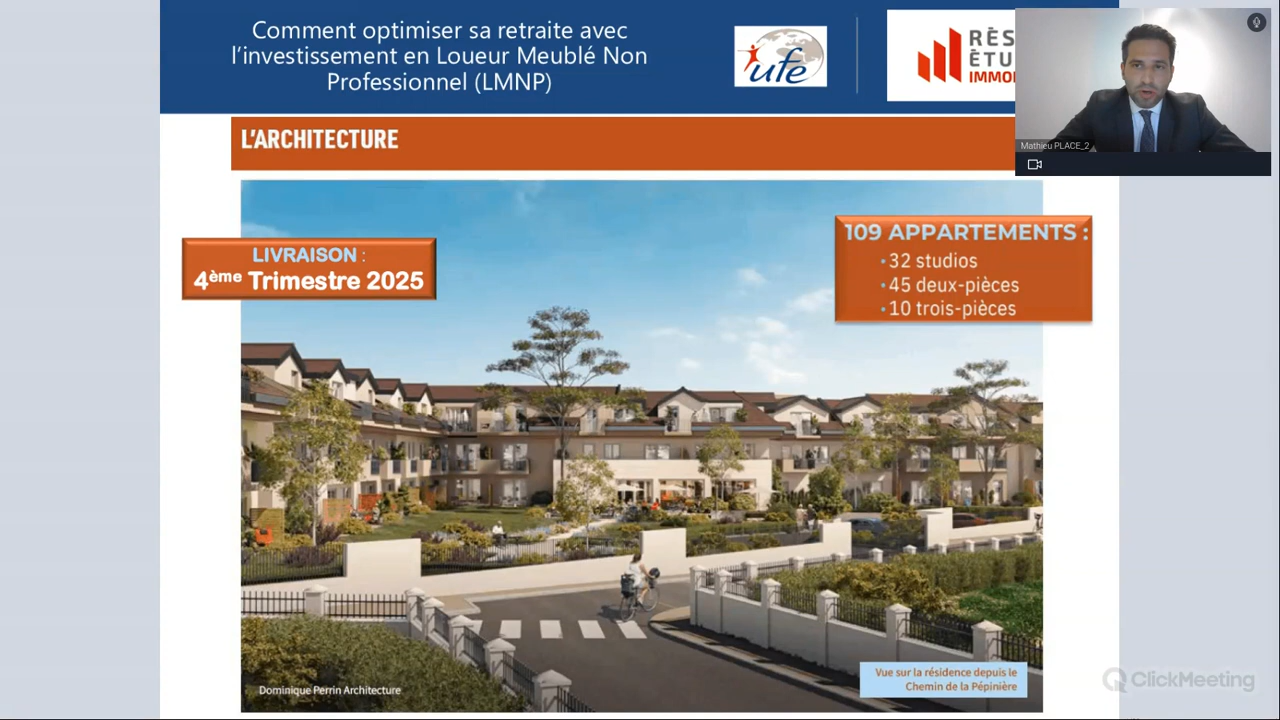 Comment optimiser sa retraite avec
l'investissement en Loueur Meublé Non
Professionnel (LMNP)
ufe
RÈS
ÉTU
IMMO
Mathieu PLACE_2
L'ARCHITECTURE
LIVRAISON :
4ème Trimestre 2025
109 APPARTEMENTS :
• 32 studios
• 45 deux-pièces
• 10 trois-pièces
Dominique Perrin Architecture
Vue sur la résidence depuis le
Chemin de la Pépinière
ClickMeeting